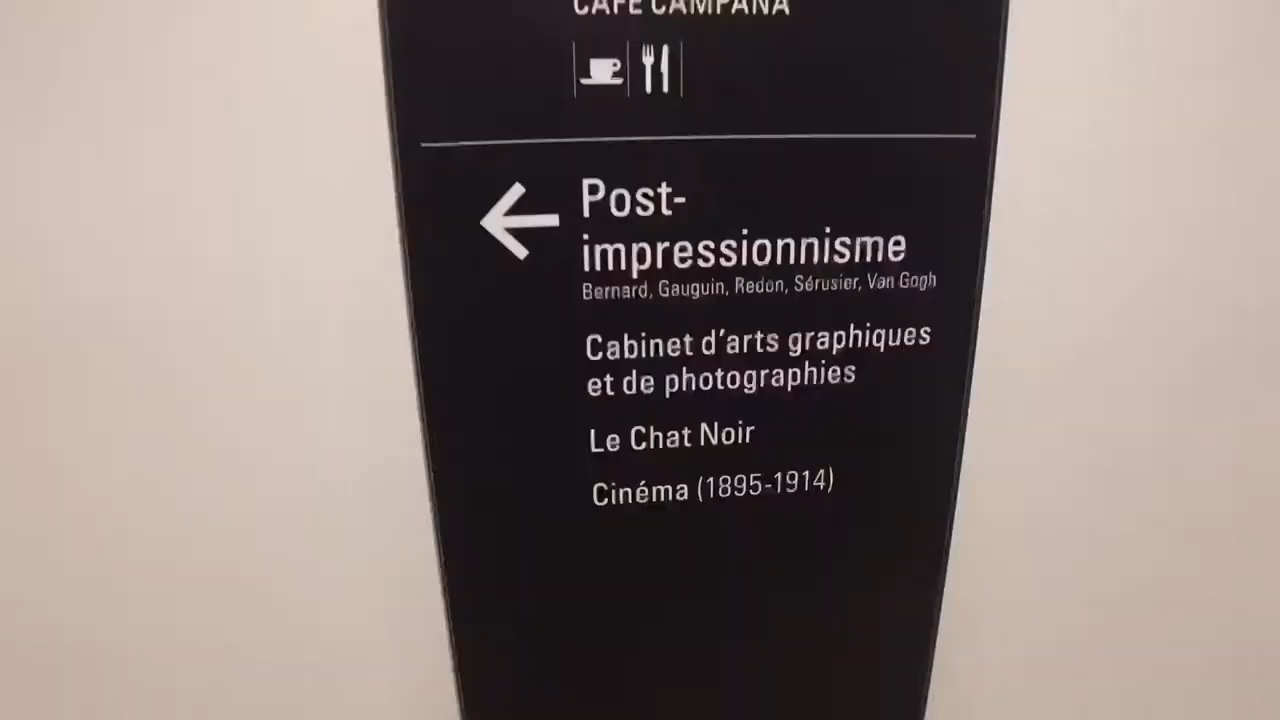 CAFÉ CAMPANA
Post-
impressionnisme
Bernard, Gauguin, Redon, Sérusier, Van Gogh
Cabinet d'arts graphiques
et de photographies
Le Chat Noir
Cinéma (1895-1914)